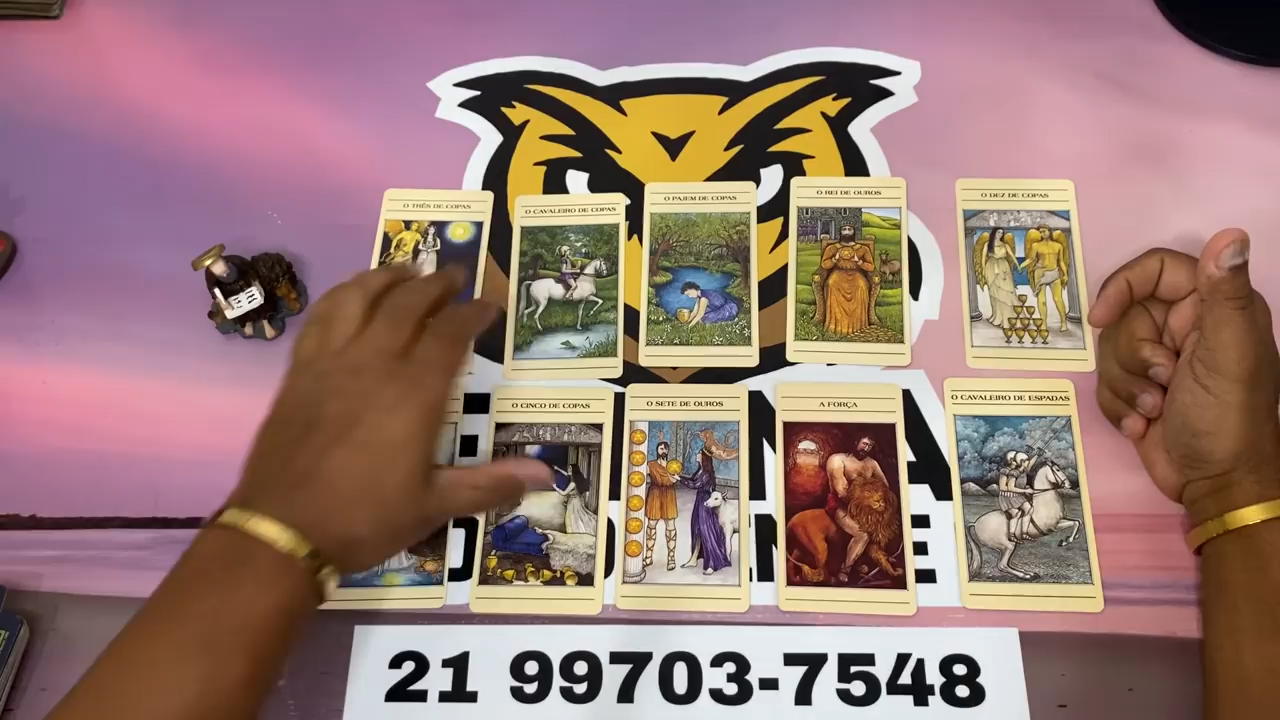 O TRÊS DE COPAS
O CAVALEIRO DE COPAS
O PAJEM DE COPAS
O REI DE OUROS
O DEZ DE COPAS
O CINCO DE COPAS
O SETE DE OUROS
A FORÇA
O CAVALEIRO DE ESPADAS
21 99703-7548